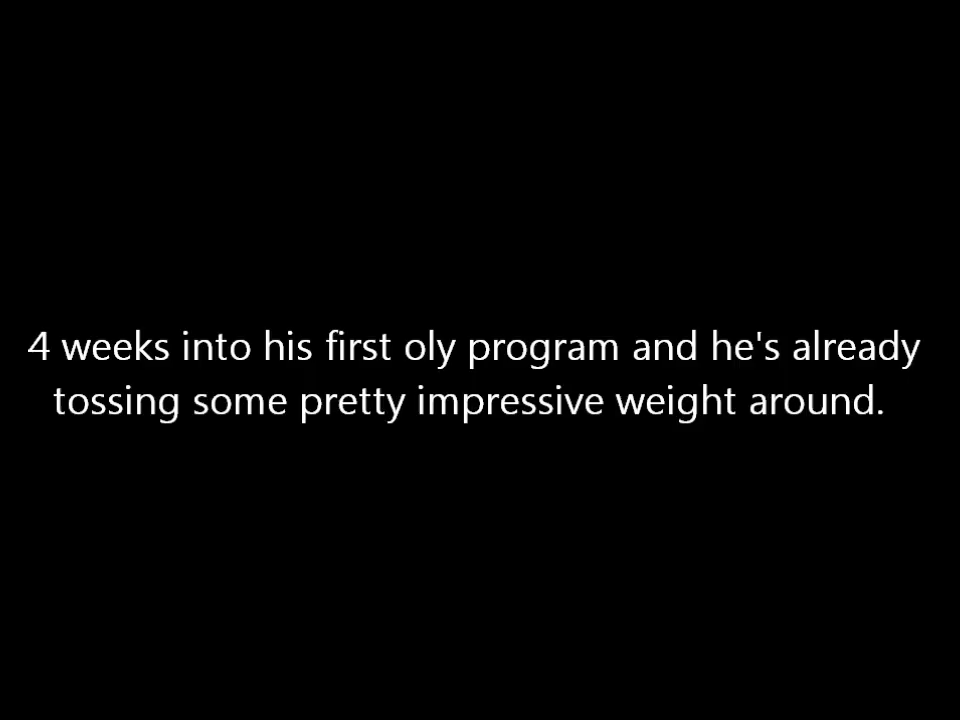 4 weeks into his first oly program and he's already
tossing some pretty impressive weight around.